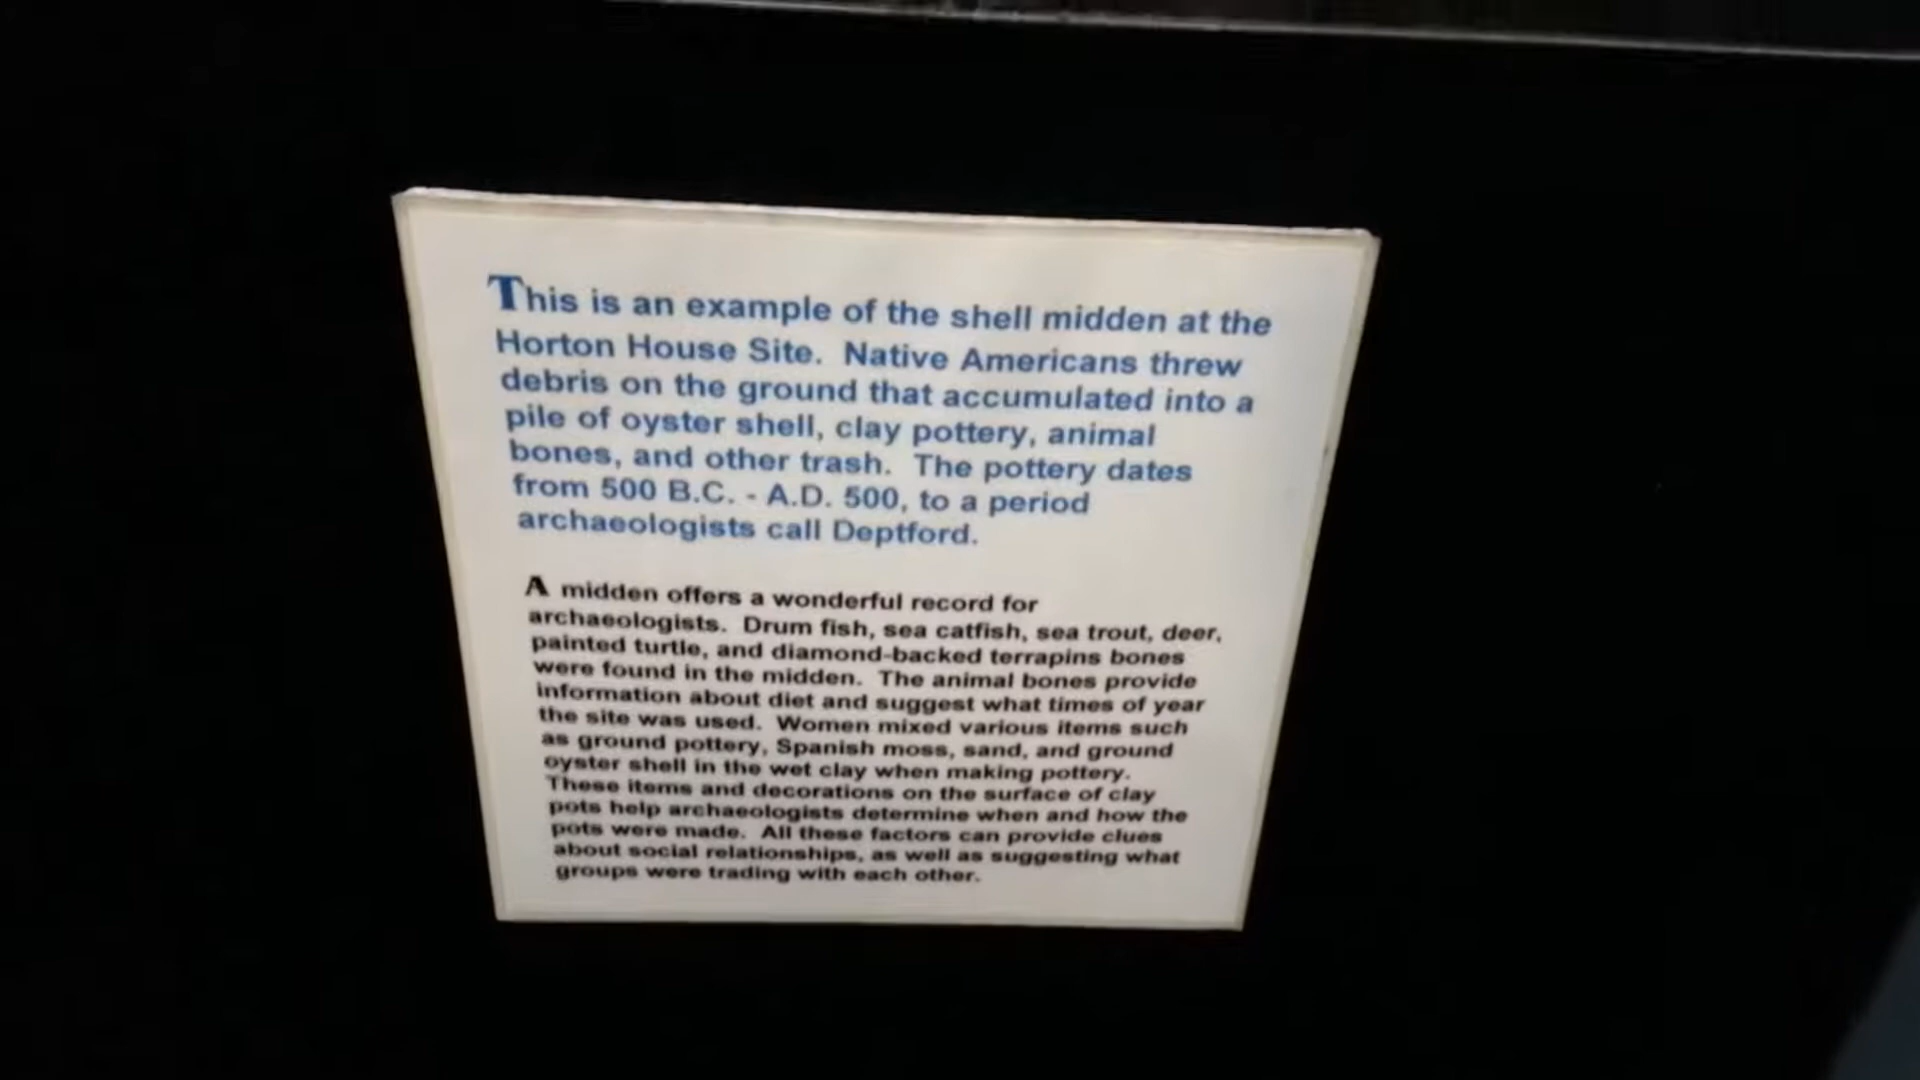 This is an example of the shell midden at the
Horton House Site. Native Americans threw
debris on the ground that accumulated into a
pile of oyster shell, clay pottery, animal
bones, and other trash. The pottery dates
from 500 B.C. - A.D. 500, to a period
archaeologists call Deptford.
A midden offers a wonderful record for
archaeologists. Drum fish, sea catfish, sea trout, deer,
painted turtle, and diamond-backed terrapins bones
were found in the midden. The animal bones provide
information about diet and suggest what times of year
the site was used. Women mixed various items such
as ground pottery, Spanish moss, sand, and ground
oyster shell in the wet clay when making pottery.
These items and decorations on the surface of clay
pots help archaeologists determine when and how the
pots were made. All these factors can provide clues
about social relationships, as well as suggesting what
groups were trading with each other.